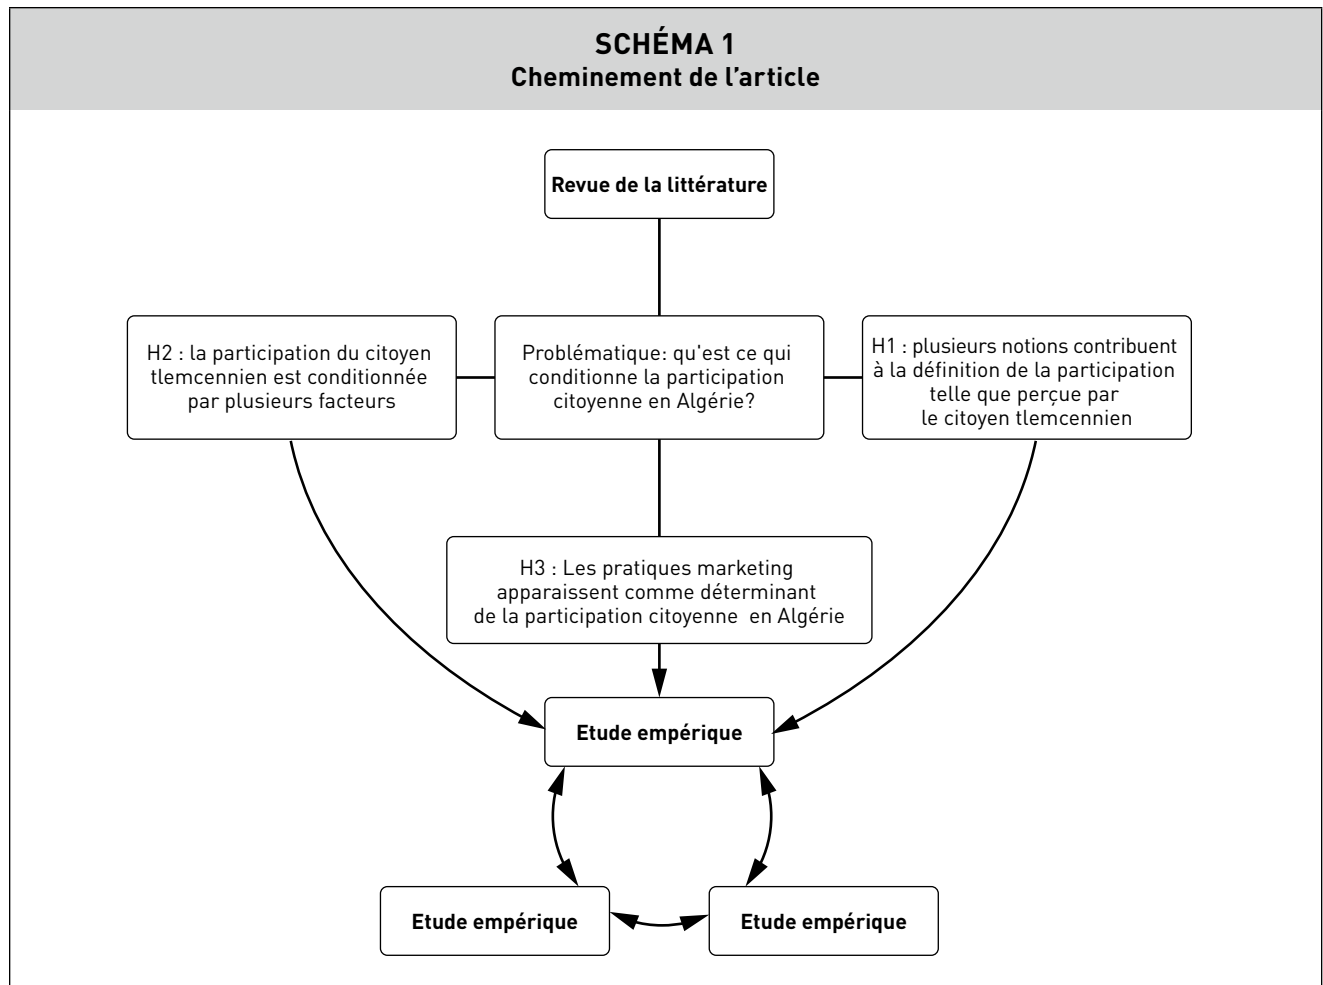 SCHÉMA 1
Cheminement de l’article
Revue de la littérature
H2 : la participation du citoyen
tlemcennien est conditionnée
par plusieurs facteurs
Problématique: qu'est ce qui
conditionne la participation
citoyenne en Algérie?
H1 : plusieurs notions contribuent
à la définition de la participation
telle que perçue par
le citoyen tlemcennien
H3 : Les pratiques marketing
apparaissent comme déterminant
de la participation citoyenne en Algérie
Etude empérique
Etude empérique
Etude empérique